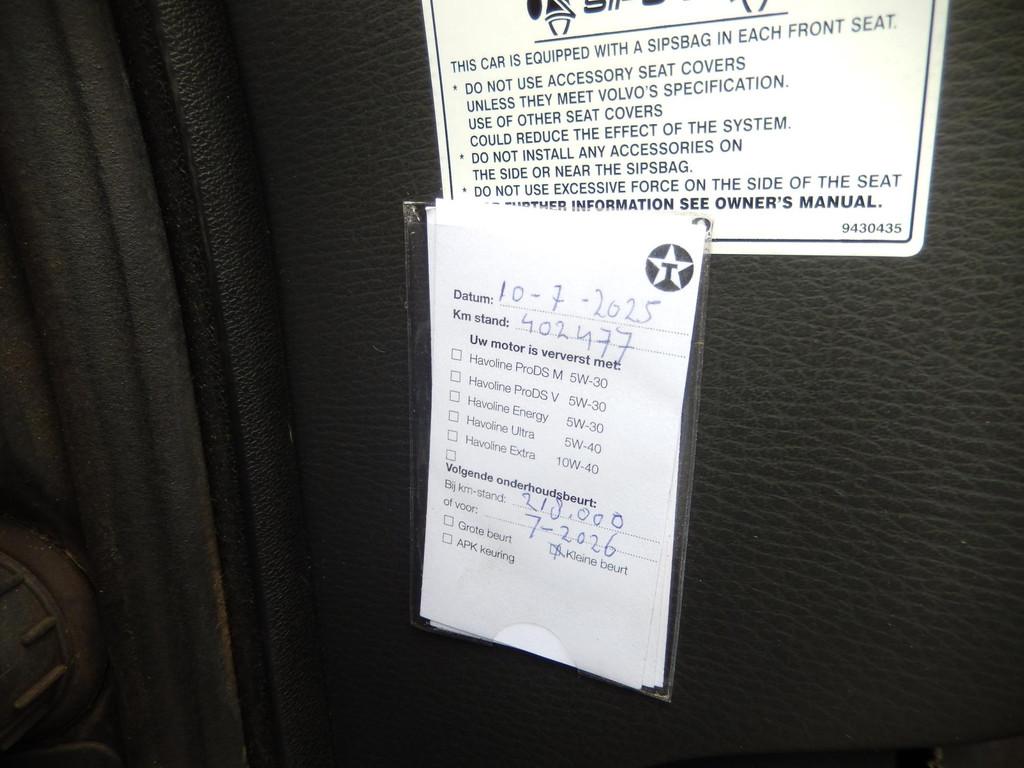 THIS CAR IS EQUIPPED WITH A SIPSBAG IN EACH FRONT SEAT.
* DO NOT USE ACCESSORY SEAT COVERS
UNLESS THEY MEET VOLVO'S SPECIFICATION.
USE OF OTHER SEAT COVERS
COULD REDUCE THE EFFECT OF THE SYSTEM.
* DO NOT INSTALL ANY ACCESSORIES ON
THE SIDE OR NEAR THE SIPSBAG.
* DO NOT USE EXCESSIVE FORCE ON THE SIDE OF THE SEAT
FURTHER INFORMATION SEE OWNER'S MANUAL.
9430435
T
Datum: 10-7-2025
Km stand: 402477
Uw motor is ververst met:
Havoline ProDS M 5W-30
Havoline ProDS V 5W-30
Havoline Energy 5W-30
Havoline Ultra 5W-40
Havoline Extra 10W-40
Volgende onderhoudsbeurt:
Bij km-stand: 218.000
of voor: 7-2026
Grote beurt Kleine beurt
APK keuring